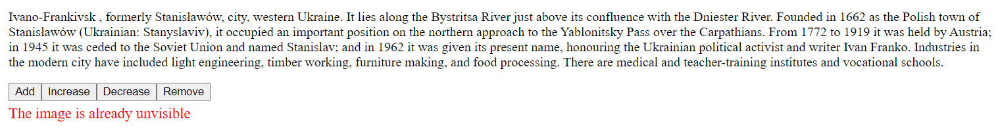 Ivano-Frankivsk , formerly Stanisławów, city, western Ukraine. It lies along the Bystritsa River just above its confluence with the Dniester River. Founded in 1662 as the Polish town of
Stanisławów (Ukrainian: Stanyslaviv), it occupied an important position on the northern approach to the Yablonitsky Pass over the Carpathians. From 1772 to 1919 it was held by Austria;
in 1945 it was ceded to the Soviet Union and named Stanislav; and in 1962 it was given its present name, honouring the Ukrainian political activist and writer Ivan Franko. Industries in
the modern city have included light engineering, timber working, furniture making, and food processing. There are medical and teacher-training institutes and vocational schools.
Add Increase Decrease Remove
The image is already unvisible